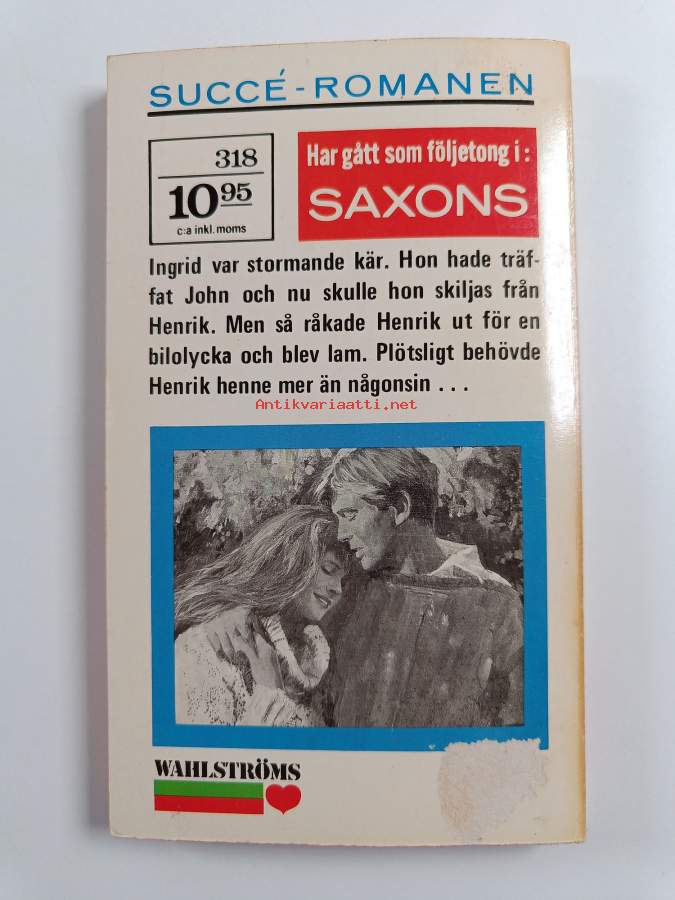 SUCCÉ-ROMANEN
318
10 95
c:a inkl. moms
Har gått som följetong i:
SAXONS
Ingrid var stormande kär. Hon hade träf-
fat John och nu skulle hon skiljas från
Henrik. Men så råkade Henrik ut för en
bilolycka och blev lam. Plötsligt behövde
Henrik henne mer än någonsin . . .
Antikvariaatti.net
WAHLSTRÖMS